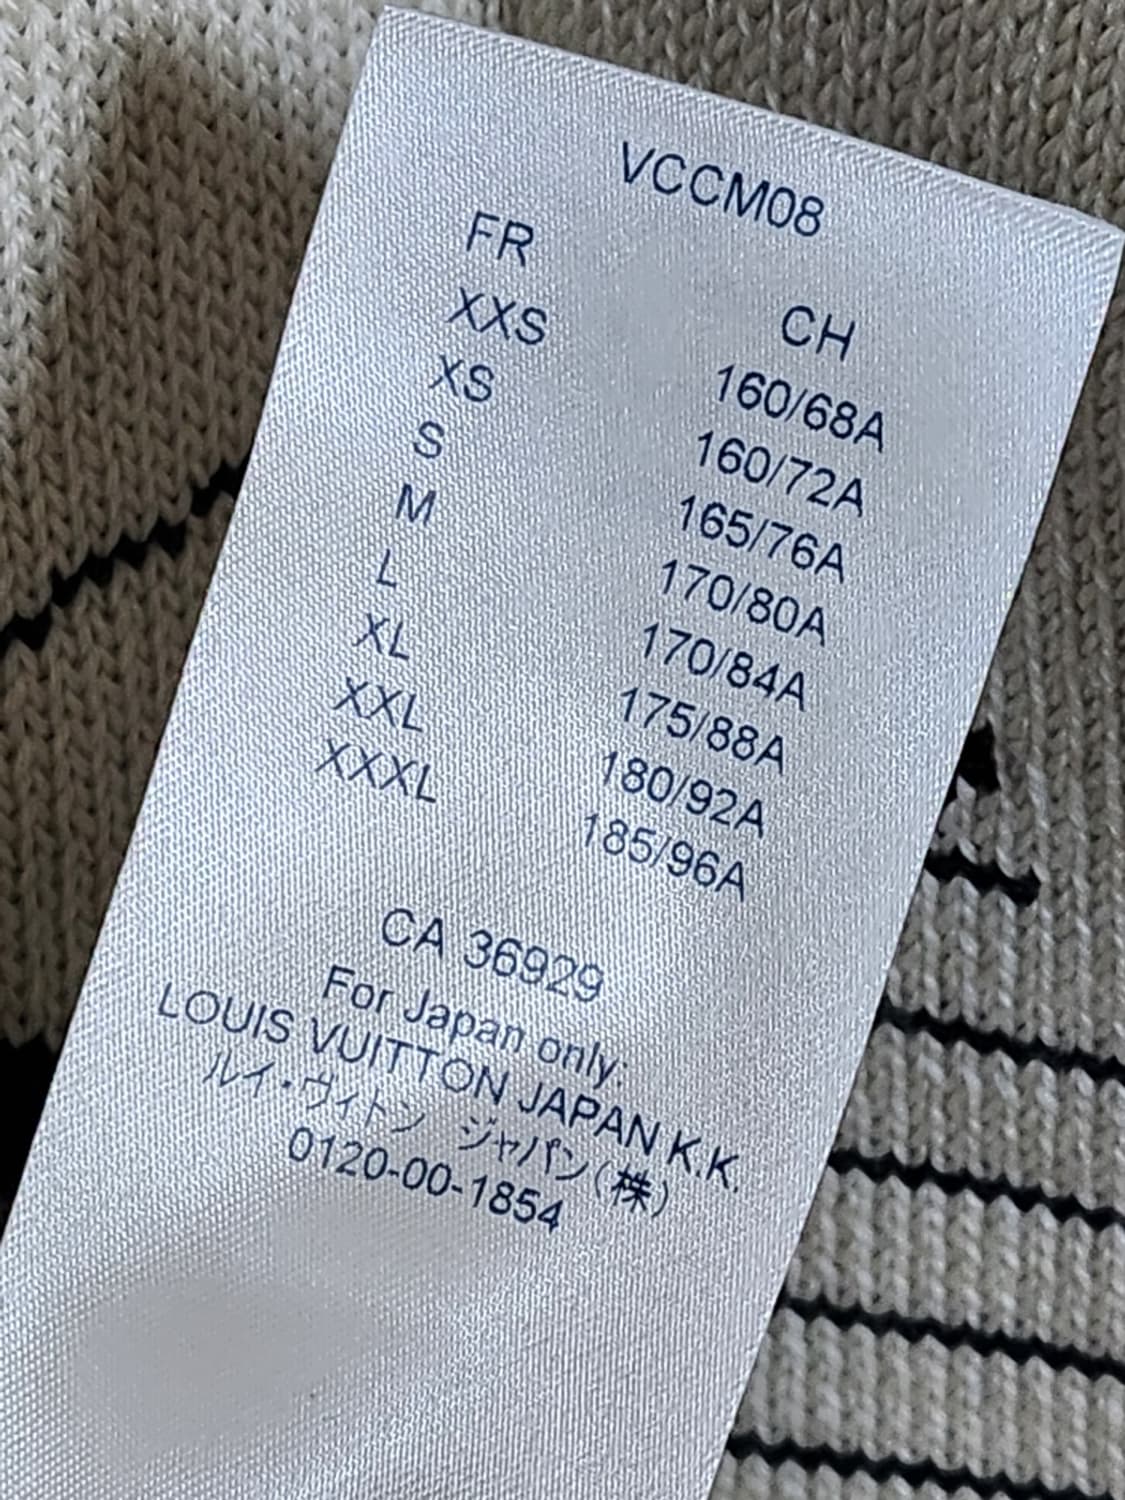 VCCM08
FR CH
XXS 160/68A
XS 160/72A
S 165/76A
M 170/80A
L 170/84A
XL 175/88A
XXL 180/92A
XXXL 185/96A
CA 36929
For Japan only:
LOUIS VUITTON JAPAN K.K.
ルイ・ヴィトン ジャパン(株)
0120-00-1854